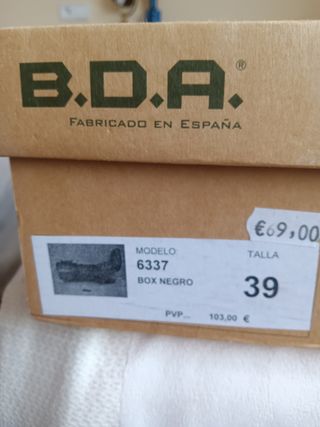 B.D.A.®
FABRICADO EN ESPAÑA
€69,00
MODELO: TALLA
6337
BOX NEGRO 39
PVP... 103,00 €